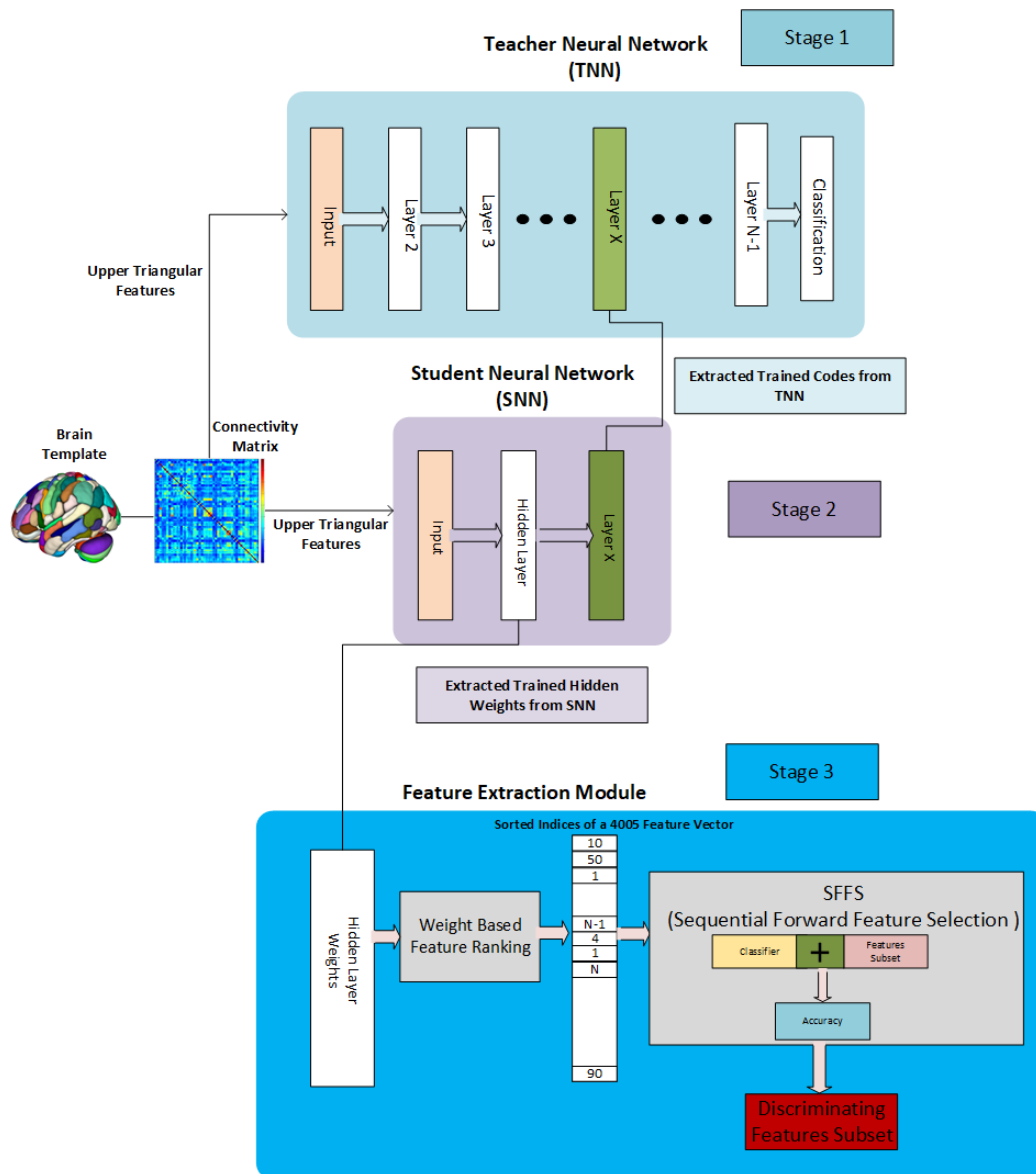 Teacher Neural Network
(TNN)
Stage 1
Input
Layer 2
Layer 3
Layer X
Layer N-1
Classification
Upper Triangular
Features
Extracted Trained Codes from
TNN
Student Neural Network
(SNN)
Brain
Template
Connectivity
Matrix
Upper Triangular
Features
Input
Hidden Layer
Layer X
Stage 2
Extracted Trained Hidden
Weights from SNN
Stage 3
Feature Extraction Module
Sorted Indices of a 4005 Feature Vector
Hidden Layer
Weights
Weight Based
Feature Ranking
10
50
1
N-1
4
1
N
90
SFFS
(Sequential Forward Feature Selection )
Classifier
+
Features
Subset
Accuracy
Discriminating
Features Subset